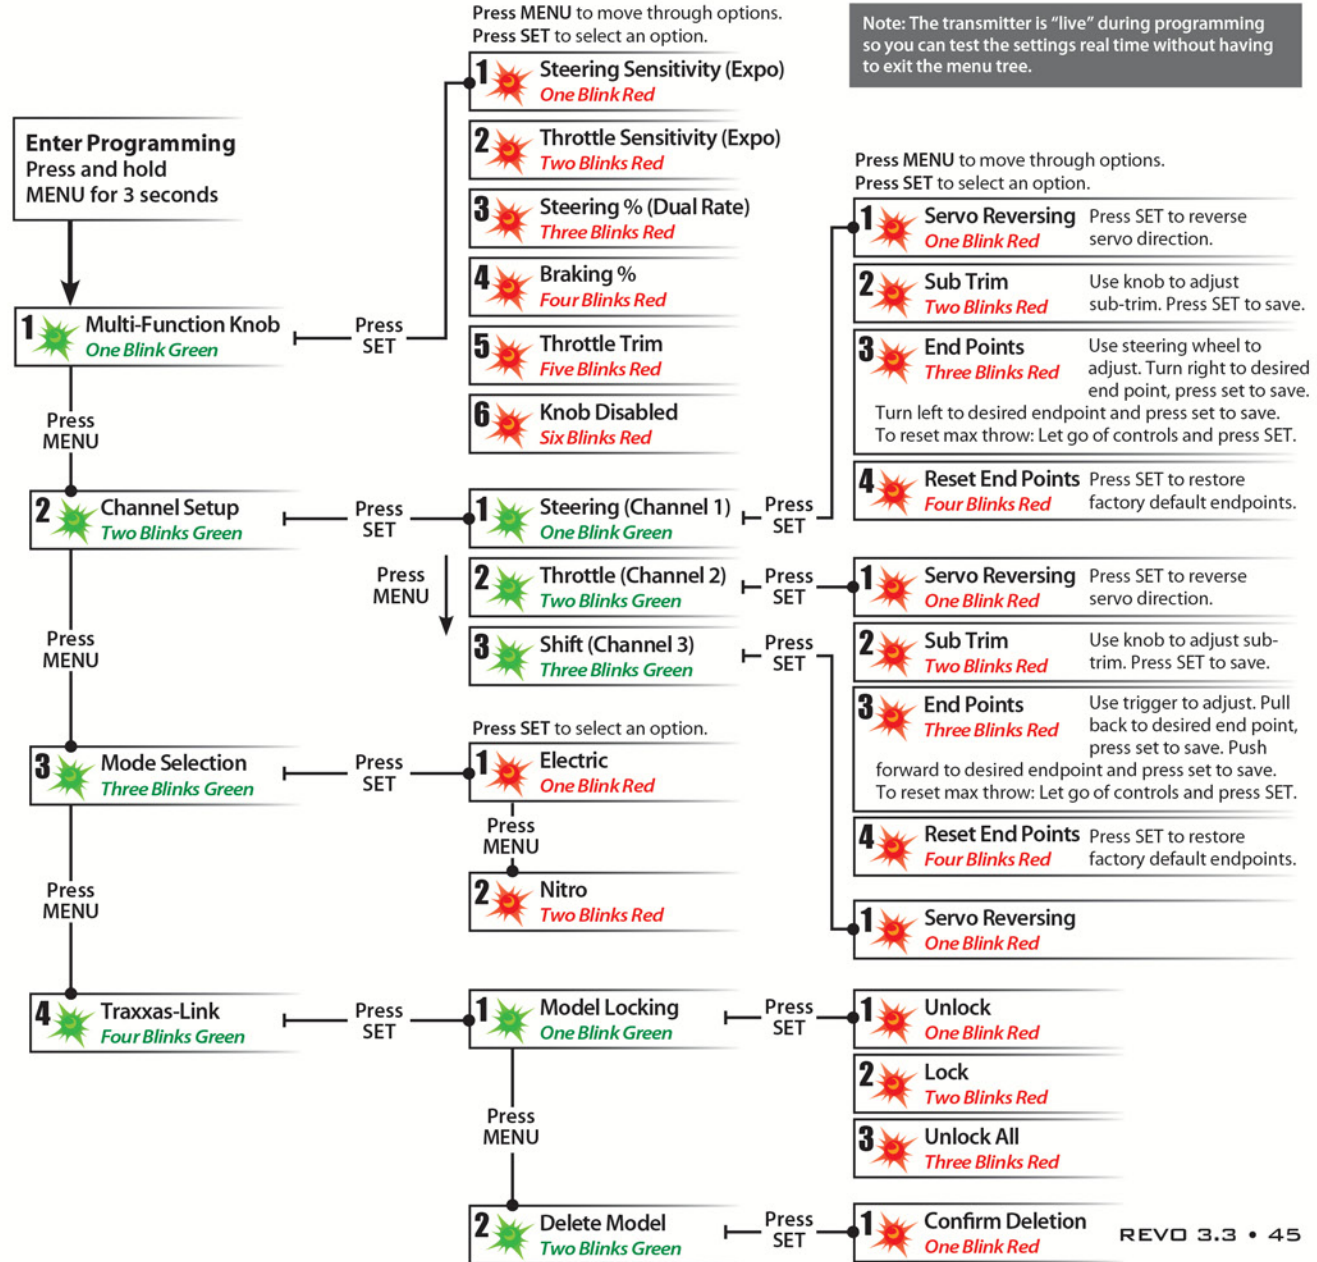 Press MENU to move through options.
Press SET to select an option.
Note: The transmitter is “live” during programming
so you can test the settings real time without having
to exit the menu tree.
Enter Programming
Press and hold
MENU for 3 seconds
1 Multi-Function Knob
One Blink Green
Press
SET
1 Steering Sensitivity (Expo)
One Blink Red
2 Throttle Sensitivity (Expo)
Two Blinks Red
3 Steering % (Dual Rate)
Three Blinks Red
4 Braking %
Four Blinks Red
5 Throttle Trim
Five Blinks Red
6 Knob Disabled
Six Blinks Red
Press
MENU
2 Channel Setup
Two Blinks Green
Press
SET
1 Steering (Channel 1)
One Blink Green
Press
SET
Press
MENU
2 Throttle (Channel 2)
Two Blinks Green
Press
SET
3 Shift (Channel 3)
Three Blinks Green
Press
SET
Press MENU to move through options.
Press SET to select an option.
1 Servo Reversing Press SET to reverse
One Blink Red servo direction.
2 Sub Trim Use knob to adjust
Two Blinks Red sub-trim. Press SET to save.
3 End Points Use steering wheel to
Three Blinks Red adjust. Turn right to desired
end point, press set to save.
Turn left to desired endpoint and press set to save.
To reset max throw: Let go of controls and press SET.
4 Reset End Points Press SET to restore
Four Blinks Red factory default endpoints.
1 Servo Reversing Press SET to reverse
One Blink Red servo direction.
2 Sub Trim Use knob to adjust sub-
Two Blinks Red trim. Press SET to save.
3 End Points Use trigger to adjust. Pull
Three Blinks Red back to desired end point,
press set to save. Push
forward to desired endpoint and press set to save.
To reset max throw: Let go of controls and press SET.
4 Reset End Points Press SET to restore
Four Blinks Red factory default endpoints.
1 Servo Reversing
One Blink Red
Press
MENU
3 Mode Selection
Three Blinks Green
Press
SET
Press SET to select an option.
1 Electric
One Blink Red
Press
MENU
2 Nitro
Two Blinks Red
Press
MENU
4 Traxxas-Link
Four Blinks Green
Press
SET
1 Model Locking
One Blink Green
Press
SET
1 Unlock
One Blink Red
2 Lock
Two Blinks Red
3 Unlock All
Three Blinks Red
Press
MENU
2 Delete Model
Two Blinks Green
Press
SET
1 Confirm Deletion
One Blink Red
REVO 3.3 • 45